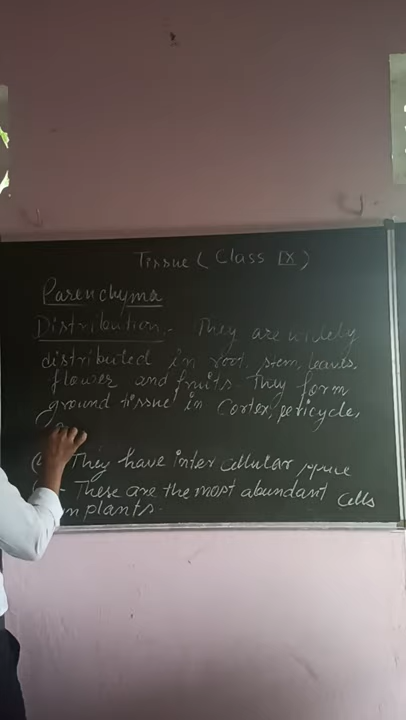 Tissue (Class IX)
Parenchyma
Distribution:- They are widely
distributed in root, stem, leaves,
flower and fruits. They form
ground tissue in Cortex, pericycle,
They have inter cellular space
These are the most abundant cells
in plants.